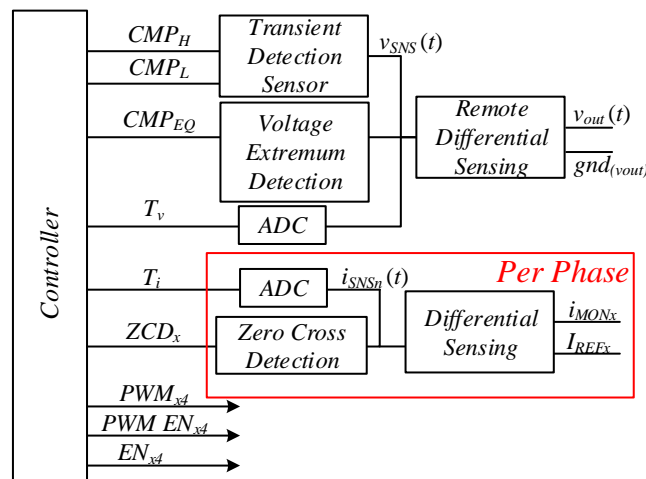 Controller
CMP_H
CMP_L
Transient
Detection
Sensor
v_SNS(t)
CMP_EQ
Voltage
Extremum
Detection
Remote
Differential
Sensing
v_out(t)
gnd_(vout)
T_v
ADC
Per Phase
T_i
ADC
i_SNSn(t)
ZCD_x
Zero Cross
Detection
Differential
Sensing
i_MONx
I_REFx
PWM_x4
PWM EN_x4
EN_x4